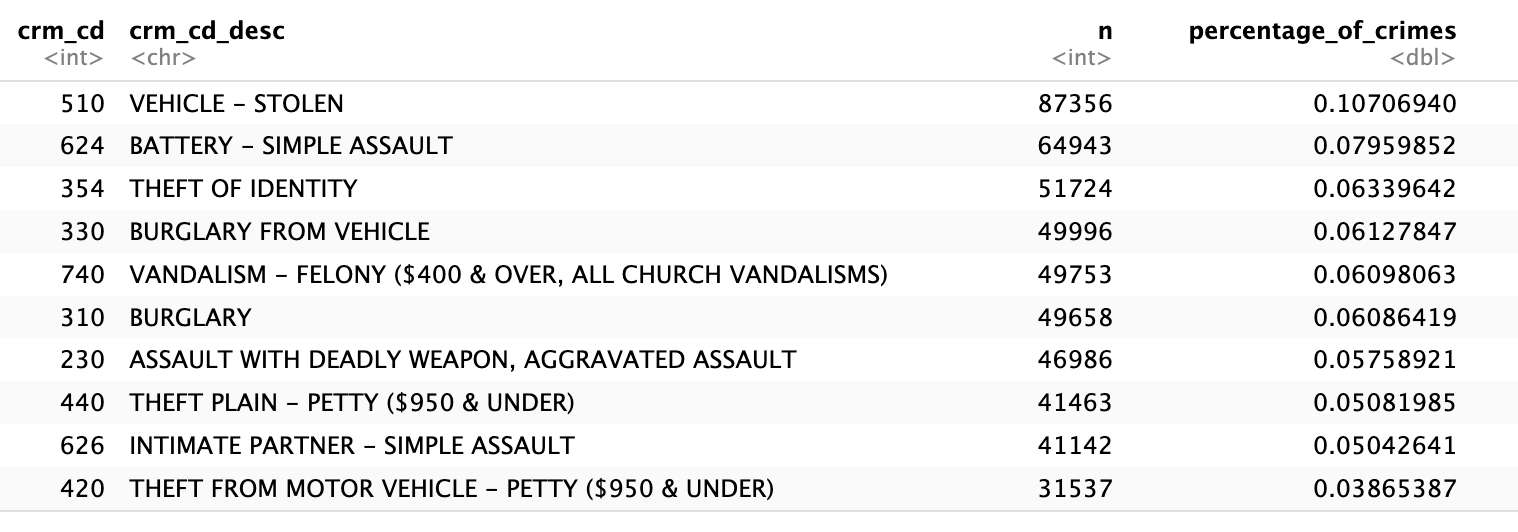 crm_cd crm_cd_desc n percentage_of_crimes
<int> <chr> <int> <dbl>
510 VEHICLE – STOLEN 87356 0.10706940
624 BATTERY – SIMPLE ASSAULT 64943 0.07959852
354 THEFT OF IDENTITY 51724 0.06339642
330 BURGLARY FROM VEHICLE 49996 0.06127847
740 VANDALISM – FELONY ($400 & OVER, ALL CHURCH VANDALISMS) 49753 0.06098063
310 BURGLARY 49658 0.06086419
230 ASSAULT WITH DEADLY WEAPON, AGGRAVATED ASSAULT 46986 0.05758921
440 THEFT PLAIN – PETTY ($950 & UNDER) 41463 0.05081985
626 INTIMATE PARTNER – SIMPLE ASSAULT 41142 0.05042641
420 THEFT FROM MOTOR VEHICLE – PETTY ($950 & UNDER) 31537 0.03865387